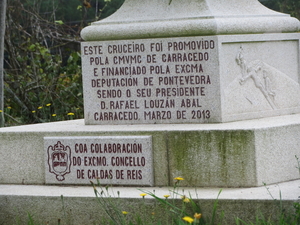 ESTE CRUCEIRO FOI PROMOVIDO
POLA CMVMC DE CARRACEDO
E FINANCIADO POLA EXCMA
DEPUTACION DE PONTEVEDRA
SENDO O SEU PRESIDENTE
D. RAFAEL LOUZÁN ABAL
CARRACEDO, MARZO DE 2013
COA COLABORACIÓN
DO EXCMO. CONCELLO
DE CALDAS DE REIS